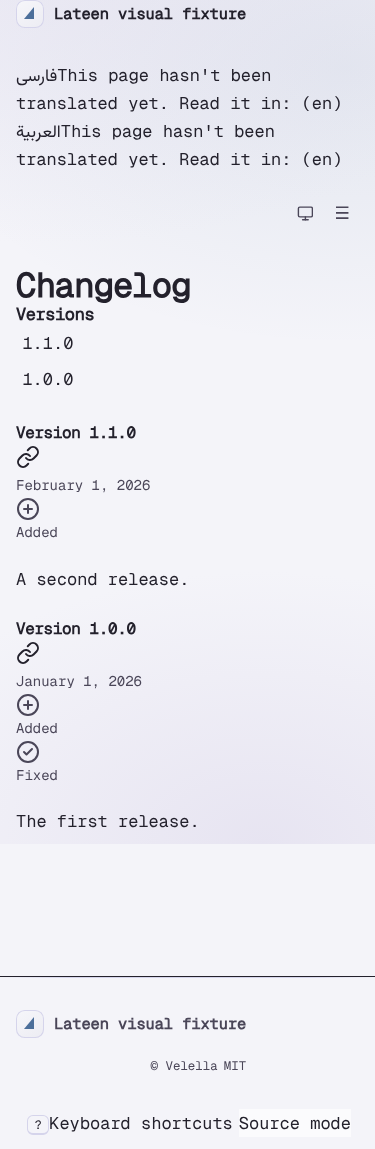 Lateen visual fixture
فارسیThis page hasn't been
translated yet. Read it in: (en)
العربيةThis page hasn't been
translated yet. Read it in: (en)
Changelog
Versions
1.1.0
1.0.0
Version 1.1.0
February 1, 2026
Added
A second release.
Version 1.0.0
January 1, 2026
Added
Fixed
The first release.
Lateen visual fixture
© Velella MIT
? Keyboard shortcuts Source mode